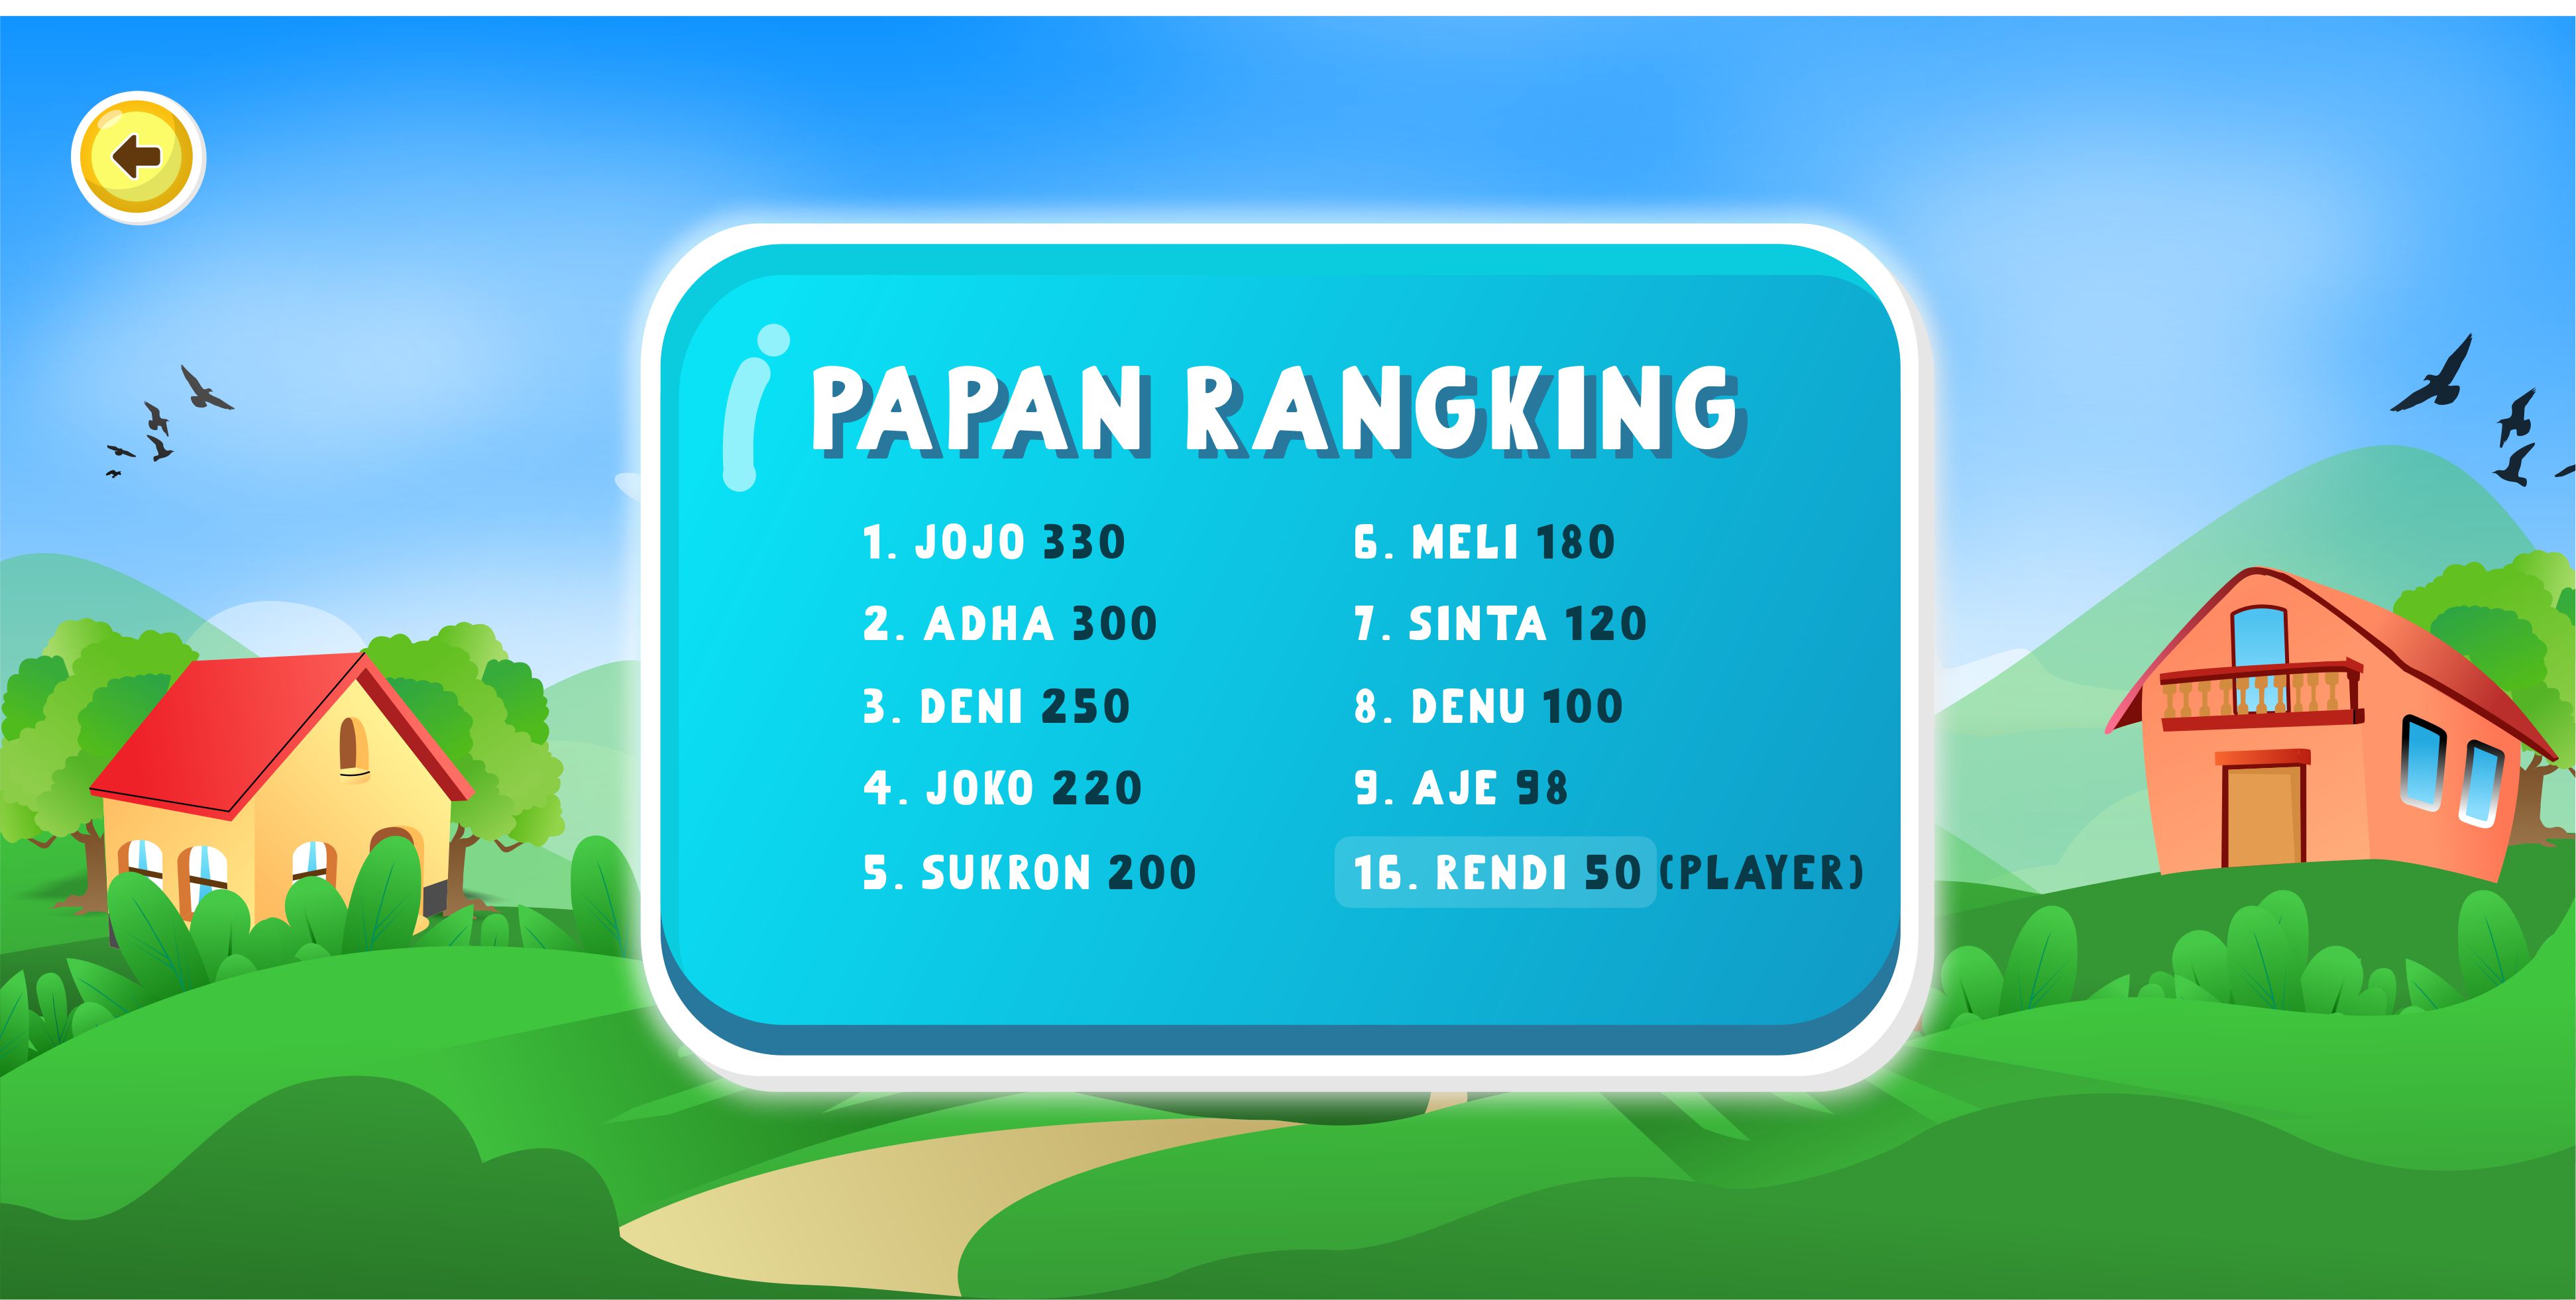 PAPAN RANGKING
1. JOJO 330
2. ADHA 300
3. DENI 250
4. JOKO 220
5. SUKRON 200
6. MELI 180
7. SINTA 120
8. DENU 100
9. AJE 98
16. RENDI 50 (PLAYER)